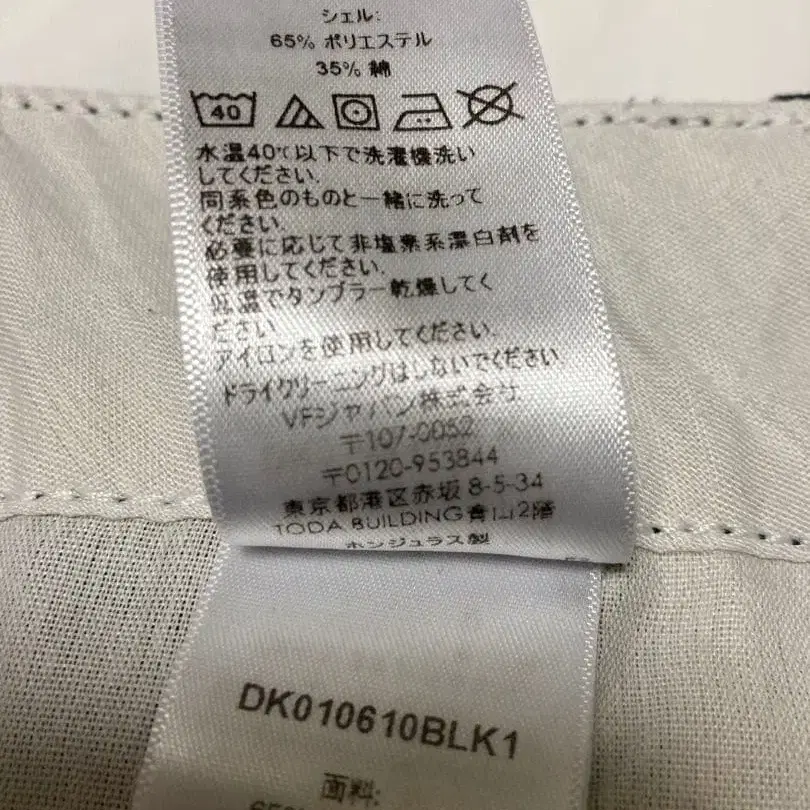 シェル:
65% ポリエステル
35% 綿
40
水温40℃以下で洗濯機洗い
してください.
同系色のものと一緒に洗って
ください.
必要に応じて非塩素系漂白剤を
使用してください.
低温でタンブラー乾燥してく
ださい
アイロンを使用してください.
ドライクリーニングはしないでください.
VFジャパン株式会社
〒107-0052
〒0120-953844
東京都港区赤坂 8-5-34
TODA BUILDING 青山2階
ホンジュラス製
DK010610BLK1
面料: